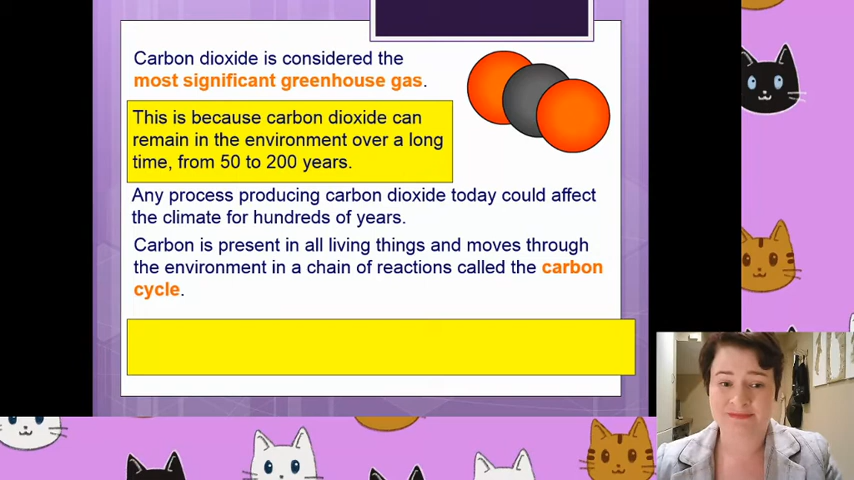 Carbon dioxide is considered the
most significant greenhouse gas.
This is because carbon dioxide can
remain in the environment over a long
time, from 50 to 200 years.
Any process producing carbon dioxide today could affect
the climate for hundreds of years.
Carbon is present in all living things and moves through
the environment in a chain of reactions called the carbon
cycle.